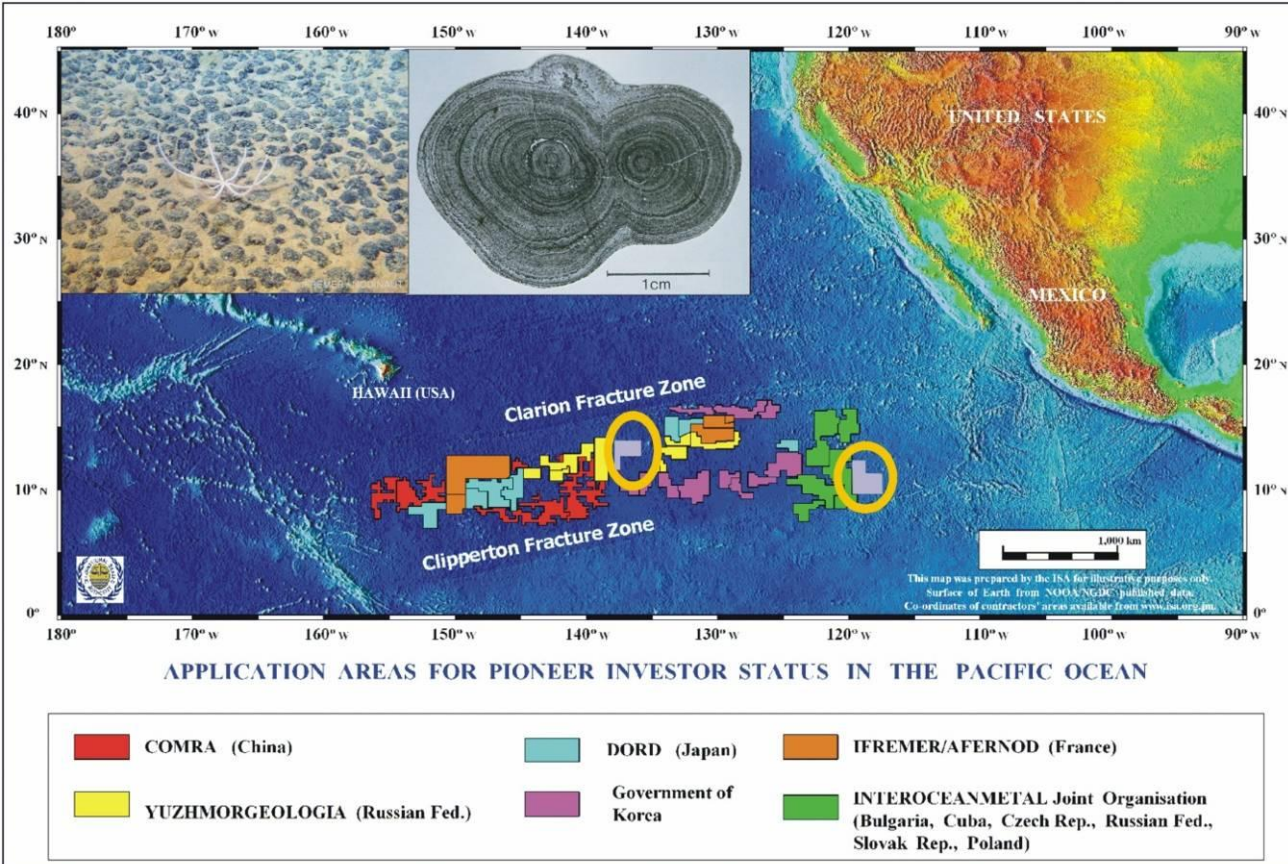 180° 170°W 160°W 150°W 140°W 130°W 120°W 110°W 100°W 90°W
40°N 40°N
30°N 30°N
20°N 20°N
10°N 10°N
0° 0°
1cm
UNITED STATES
MEXICO
HAWAII (USA)
Clarion Fracture Zone
Clipperton Fracture Zone
1,000 km
This map was prepared by the ISA for illustrative purposes only.
Surface of Earth from NOOA/NGDC published data.
Co-ordinates of contractors' areas available from www.isa.org.jm.
180° 170°W 160°W 150°W 140°W 130°W 120°W 110°W 100°W 90°W
APPLICATION AREAS FOR PIONEER INVESTOR STATUS IN THE PACIFIC OCEAN
COMRA (China)
DORD (Japan)
IFREMER/AFERNOD (France)
YUZHMORGEOLOGIA (Russian Fed.)
Government of
Korea
INTEROCEANMETAL Joint Organisation
(Bulgaria, Cuba, Czech Rep., Russian Fed.,
Slovak Rep., Poland)